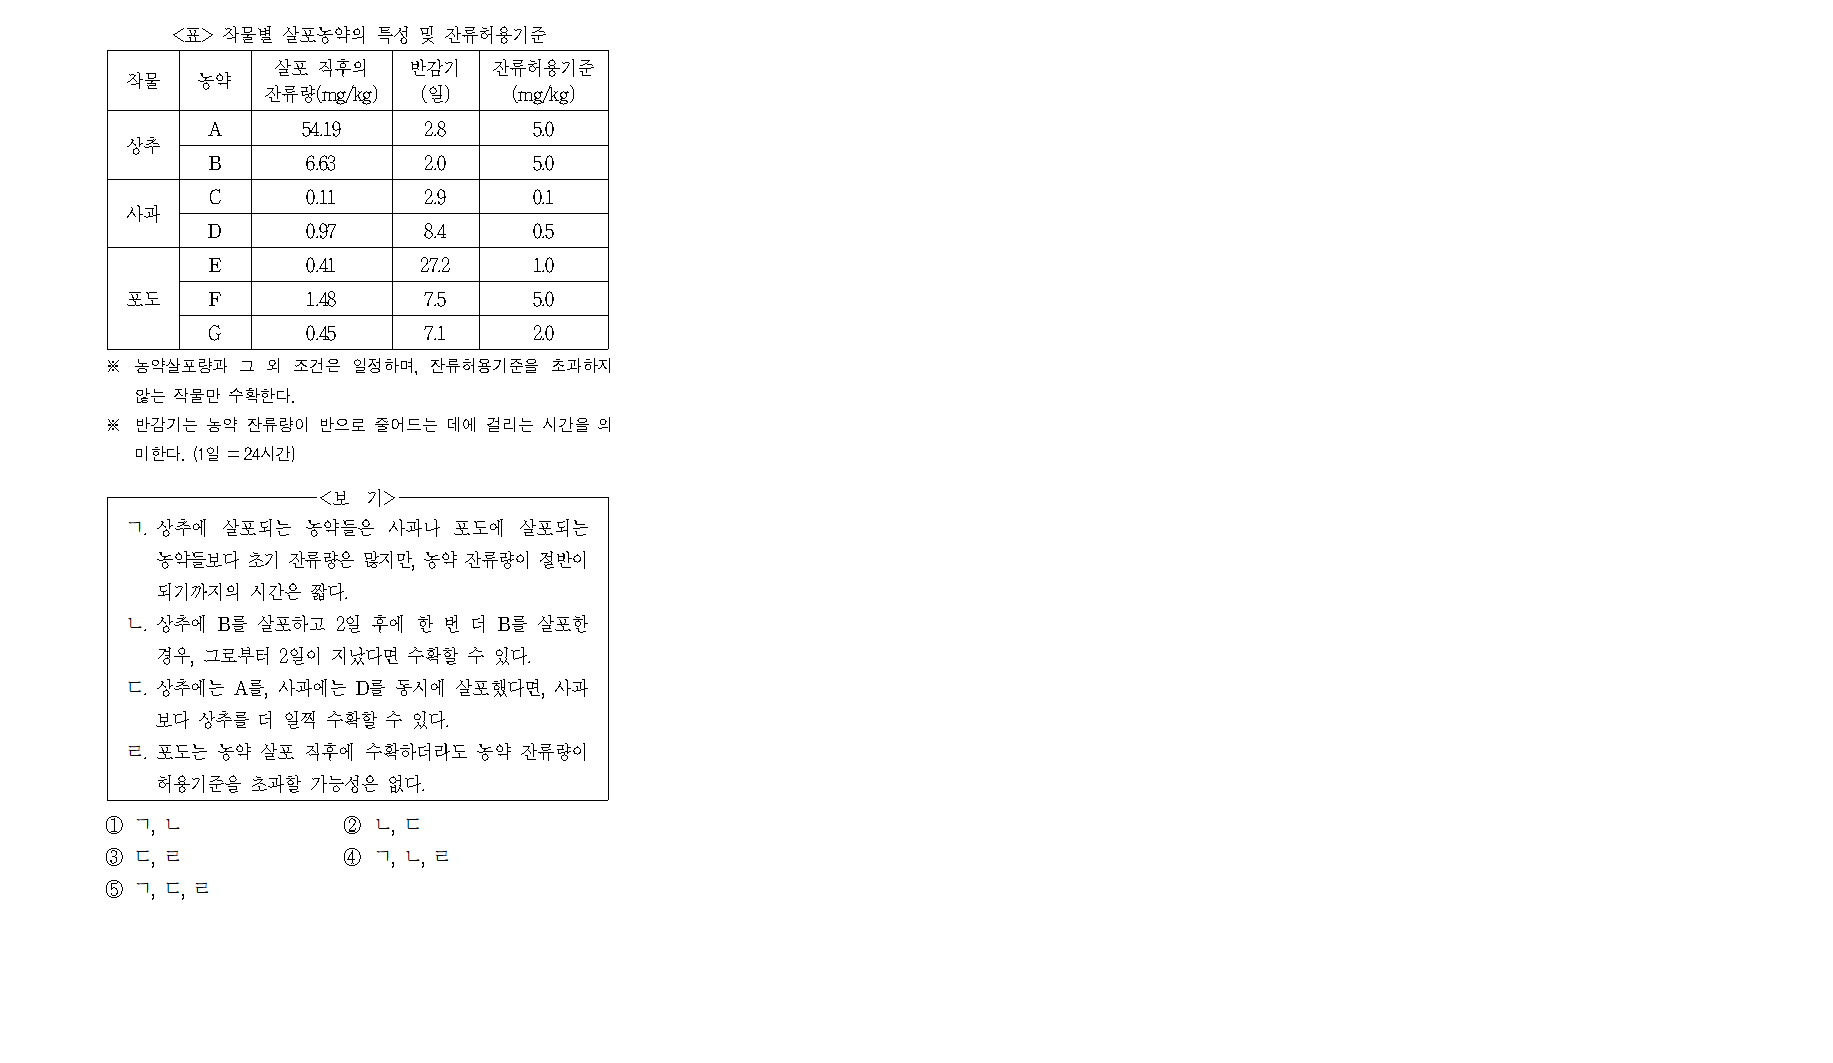 <표> 작물별 살포농약의 특성 및 잔류허용기준
작물 농약 살포 직후의 잔류량(mg/kg) 반감기 (일) 잔류허용기준 (mg/kg)
상추 A 54.19 2.8 5.0
B 6.63 2.0 5.0
사과 C 0.11 2.9 0.1
D 0.97 8.4 0.5
포도 E 0.41 27.2 1.0
F 1.48 7.5 5.0
G 0.45 7.1 2.0
※ 농약살포량과 그 외 조건은 일정하며, 잔류허용기준을 초과하지
않는 작물만 수확한다.
※ 반감기는 농약 잔류량이 반으로 줄어드는 데에 걸리는 시간을 의
미한다. (1일 = 24시간)
<보 기>
ㄱ. 상추에 살포되는 농약들은 사과나 포도에 살포되는
농약들보다 초기 잔류량은 많지만, 농약 잔류량이 절반이
되기까지의 시간은 짧다.
ㄴ. 상추에 B를 살포하고 2일 후에 한 번 더 B를 살포한
경우, 그로부터 2일이 지났다면 수확할 수 있다.
ㄷ. 상추에는 A를, 사과에는 D를 동시에 살포했다면, 사과
보다 상추를 더 일찍 수확할 수 있다.
ㄹ. 포도는 농약 살포 직후에 수확하더라도 농약 잔류량이
허용기준을 초과할 가능성은 없다.
① ㄱ, ㄴ ② ㄴ, ㄷ
③ ㄷ, ㄹ ④ ㄱ, ㄴ, ㄹ
⑤ ㄱ, ㄷ, ㄹ